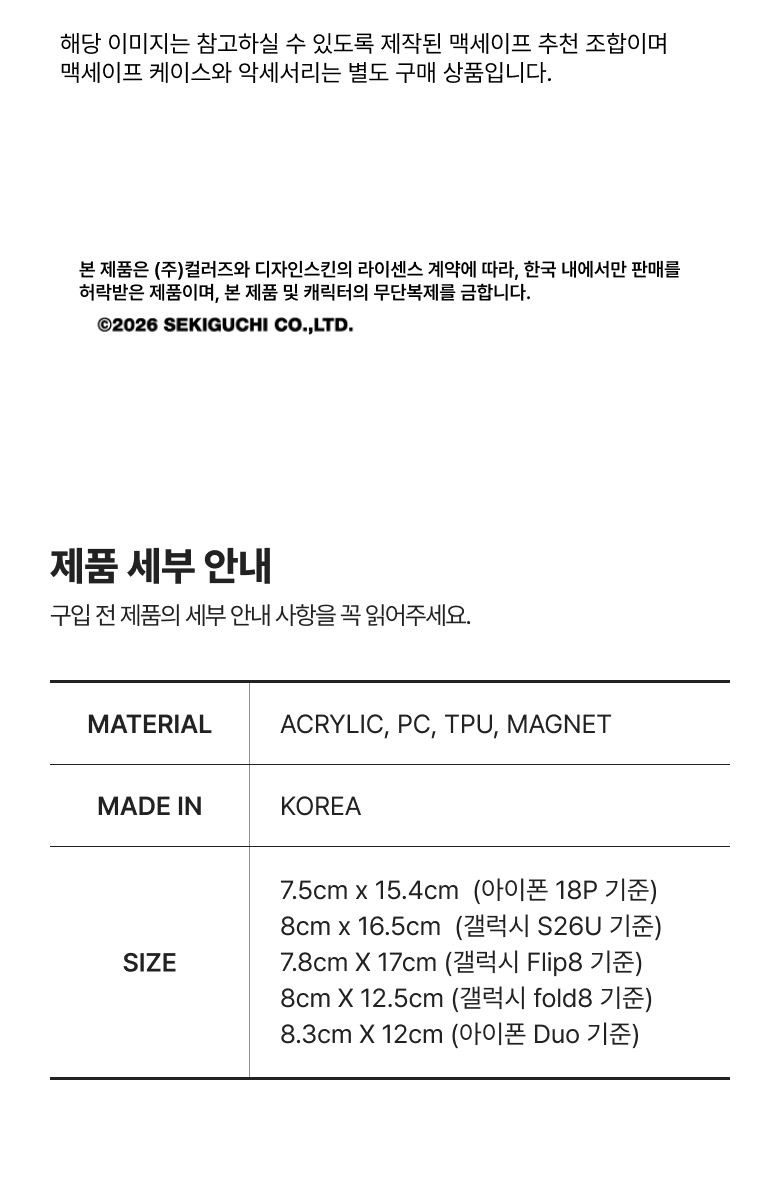 해당 이미지는 참고하실 수 있도록 제작된 맥세이프 추천 조합이며
맥세이프 케이스와 악세서리는 별도 구매 상품입니다.
본 제품은 (주)컬러즈와 디자인스킨의 라이센스 계약에 따라, 한국 내에서만 판매를
허락받은 제품이며, 본 제품 및 캐릭터의 무단복제를 금합니다.
©2026 SEKIGUCHI CO.,LTD.
제품 세부 안내
구입 전 제품의 세부 안내 사항을 꼭 읽어주세요.
MATERIAL ACRYLIC, PC, TPU, MAGNET
MADE IN KOREA
SIZE
7.5cm x 15.4cm (아이폰 18P 기준)
8cm x 16.5cm (갤럭시 S26U 기준)
7.8cm X 17cm (갤럭시 Flip8 기준)
8cm X 12.5cm (갤럭시 fold8 기준)
8.3cm X 12cm (아이폰 Duo 기준)